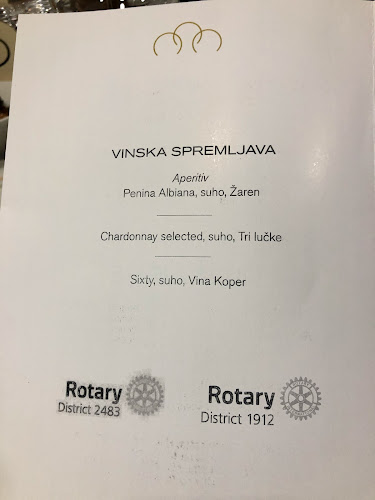 VINSKA SPREMLJAVA
Aperitiv
Penina Albiana, suho, Žaren
Chardonnay selected, suho, Tri lučke
Sixty, suho, Vina Koper
Rotary
District 2483
Rotary
District 1912